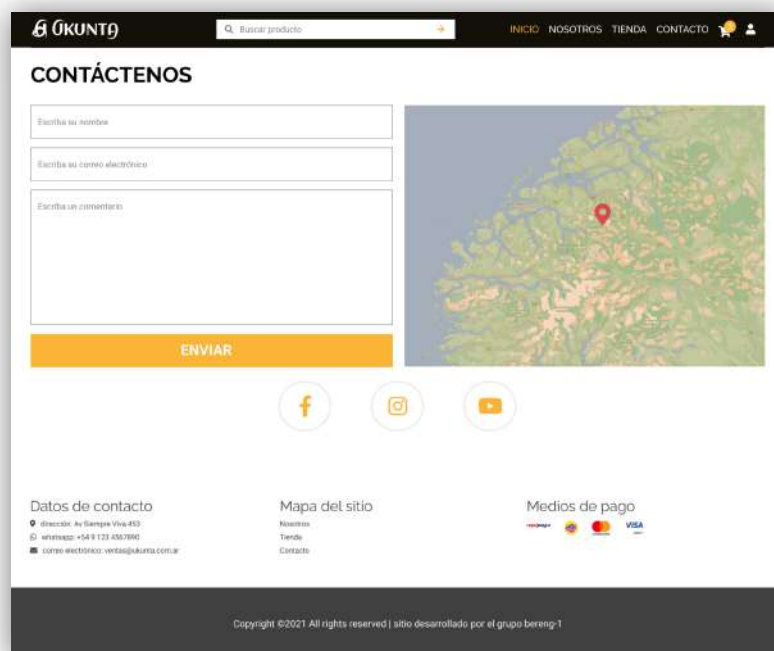 ÜKUNTA
Buscar producto
INICIO NOSOTROS TIENDA CONTACTO
CONTÁCTENOS
Escriba su nombre
Escriba su correo electrónico
Escriba un comentario
ENVIAR
Datos de contacto
dirección: Av Siempre Viva 453
whatsapp: +54 9 123 4567890
correo electrónico: ventas@ukunta.com.ar
Mapa del sitio
Nosotros
Tienda
Contacto
Medios de pago
VISA
Copyright ©2021 All rights reserved | sitio desarrollado por el grupo bereng-1